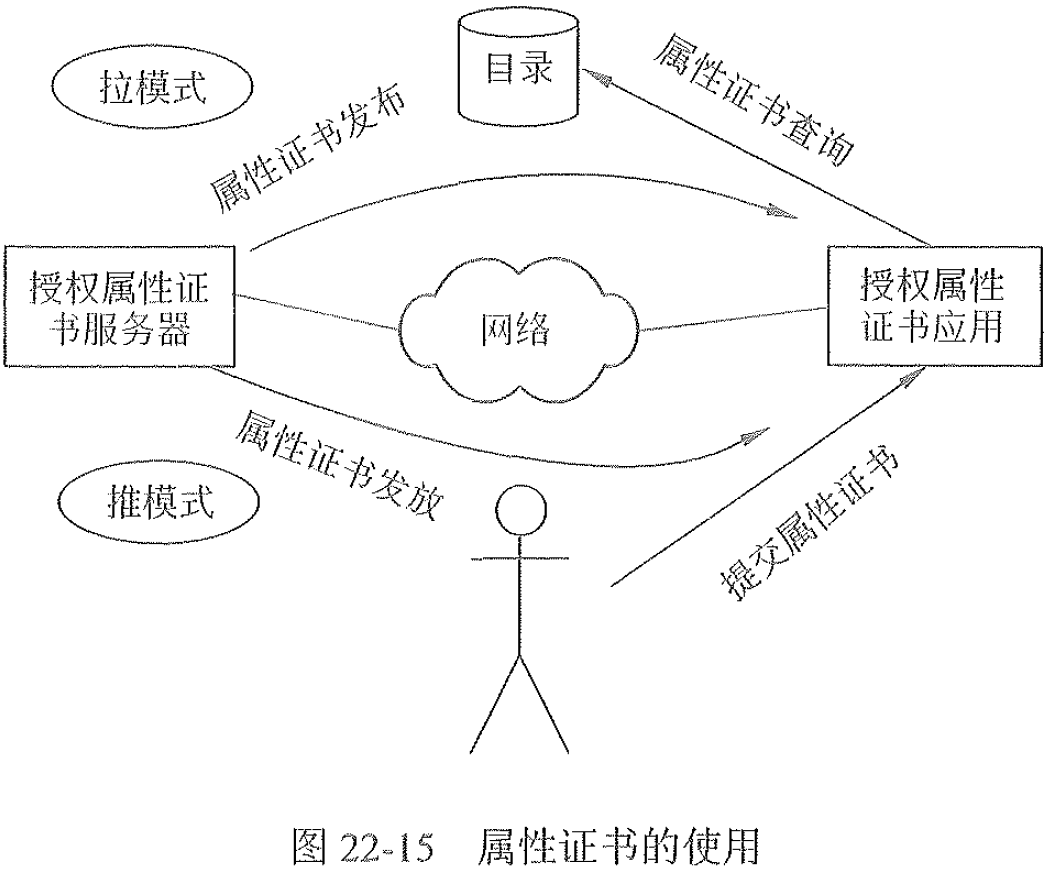 拉模式
目录
属性证书发布
属性证书查询
授权属性证
书服务器
网络
授权属性
证书应用
属性证书发放
推模式
提交属性证书
图 22-15 属性证书的使用